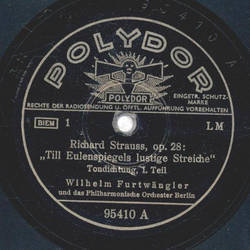 POLYDOR
POLYDOR
EINGETR. SCHUTZ-
MARKE
RECHTE DER RADIOSENDUNG U. ÖFFTL. AUFFÜHRUNG VORBEHALTEN
BIEM 1 LM
Richard Strauss, op. 28:
„Till Eulenspiegels lustige Streiche“
Tondichtung, 1. Teil
Wilhelm Furtwängler
und das Philharmonische Orchester Berlin
95410 A